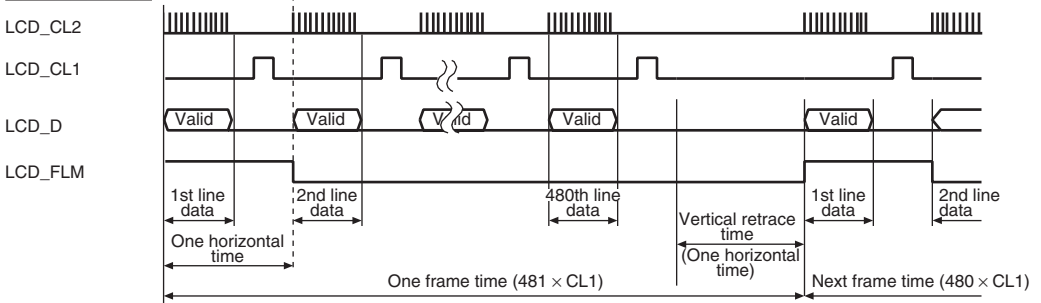 LCD_CL2
LCD_CL1
LCD_D
Valid
Valid
Valid
Valid
Valid
LCD_FLM
1st line
data
2nd line
data
480th line
data
1st line
data
2nd line
data
One horizontal
time
Vertical retrace
time
(One horizontal
time)
One frame time (481 × CL1)
Next frame time (480 × CL1)